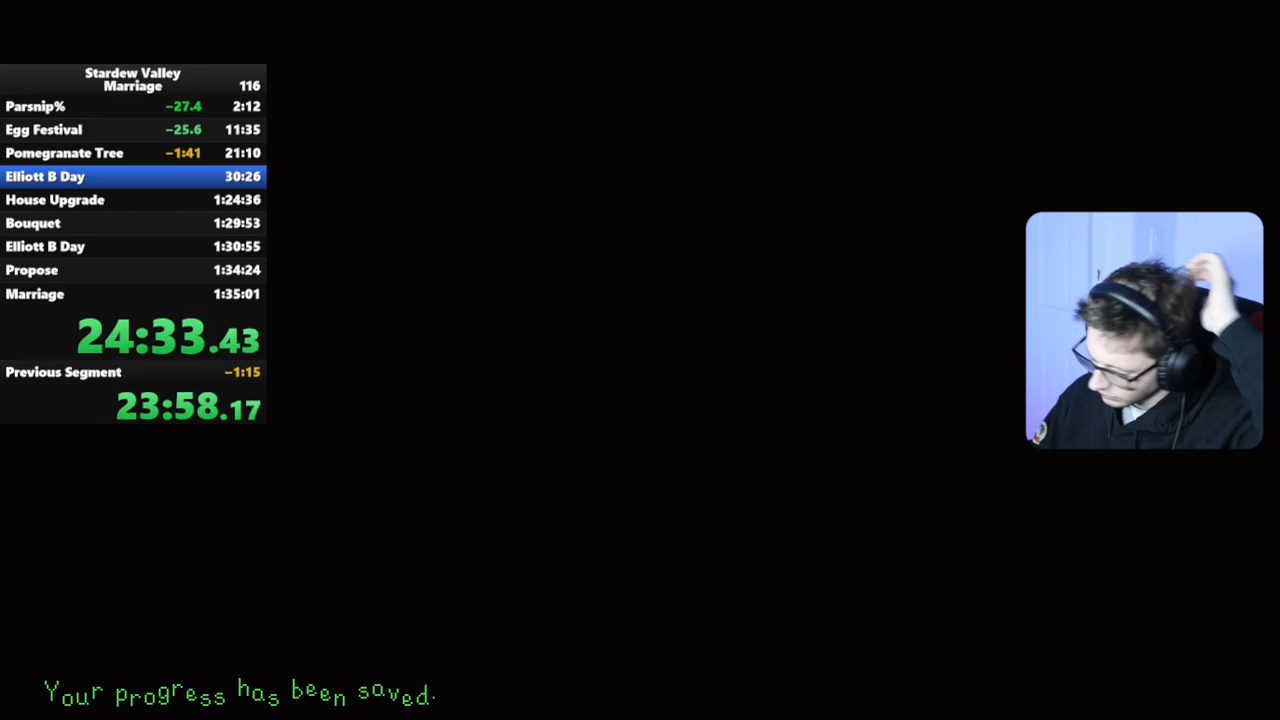 Stardew Valley
Marriage 116
Parsnip% −27.4 2:12
Egg Festival −25.6 11:35
Pomegranate Tree −1:41 21:10
Elliott B Day 30:26
House Upgrade 1:24:36
Bouquet 1:29:53
Elliott B Day 1:30:55
Propose 1:34:24
Marriage 1:35:01
24:33.43
Previous Segment −1:15
23:58.17
Your progress has been saved.